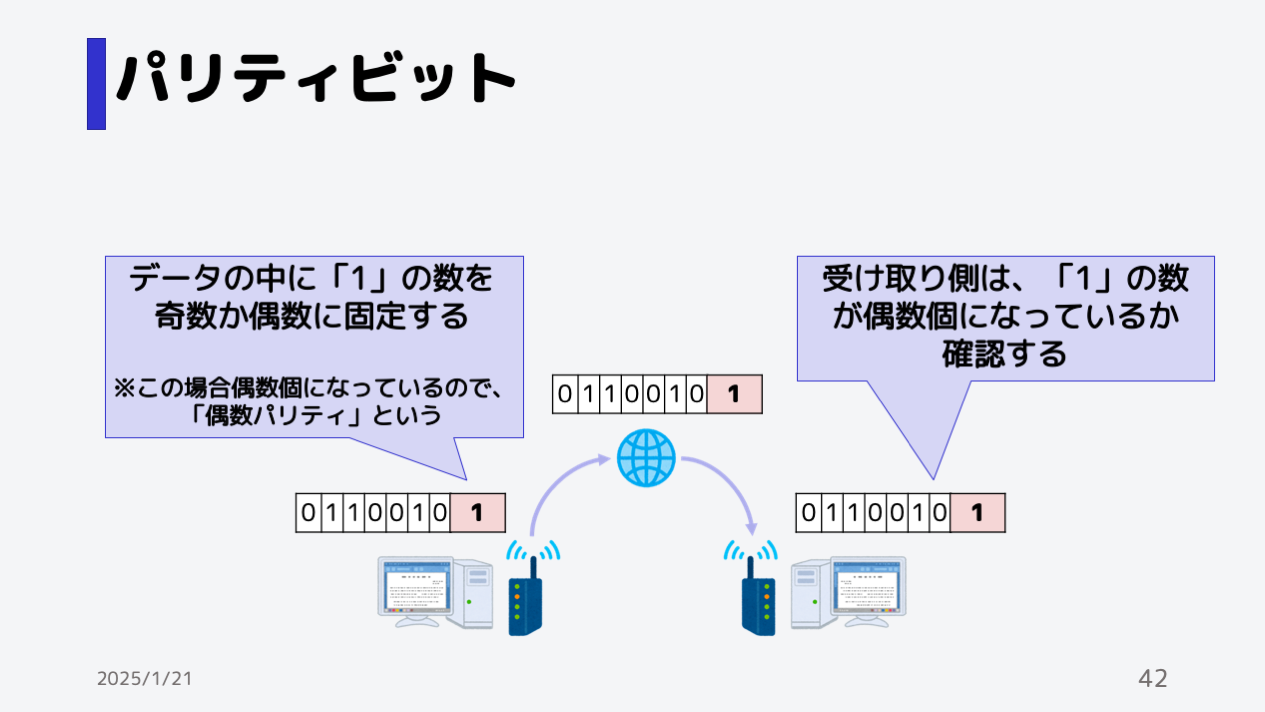 パリティビット
データの中に「1」の数を
奇数か偶数に固定する
※この場合偶数個になっているので、
「偶数パリティ」という
受け取り側は、「1」の数
が偶数個になっているか
確認する
0 1 1 0 0 1 0 1
0 1 1 0 0 1 0 1
0 1 1 0 0 1 0 1
2025/1/21
42